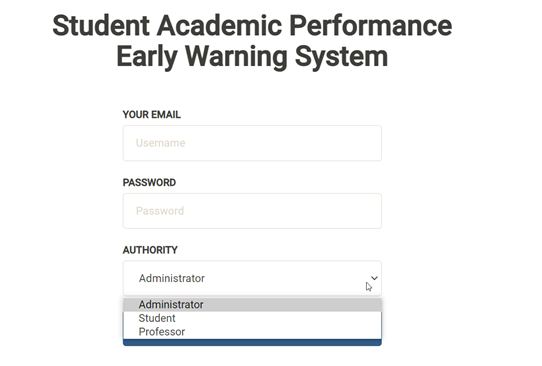 Student Academic Performance
Early Warning System
YOUR EMAIL
Username
PASSWORD
Password
AUTHORITY
Administrator
Administrator
Student
Professor